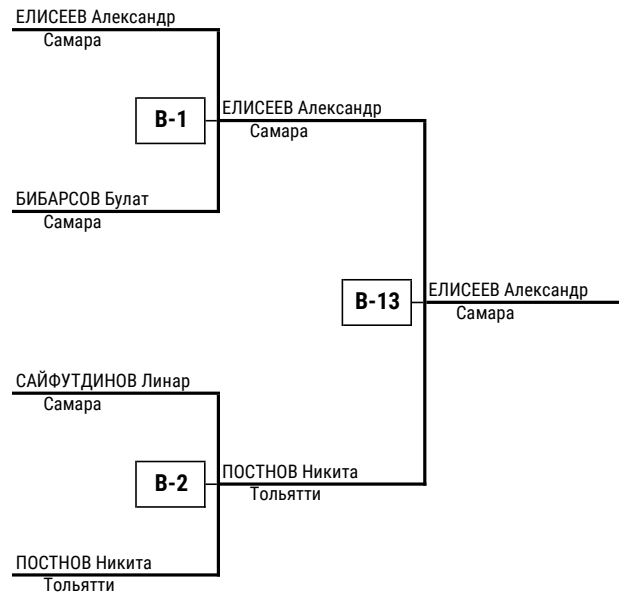 ЕЛИСЕЕВ Александр
Самара
B-1
ЕЛИСЕЕВ Александр
Самара
БИБАРСОВ Булат
Самара
B-13
ЕЛИСЕЕВ Александр
Самара
САЙФУТДИНОВ Линар
Самара
B-2
ПОСТНОВ Никита
Тольятти
ПОСТНОВ Никита
Тольятти